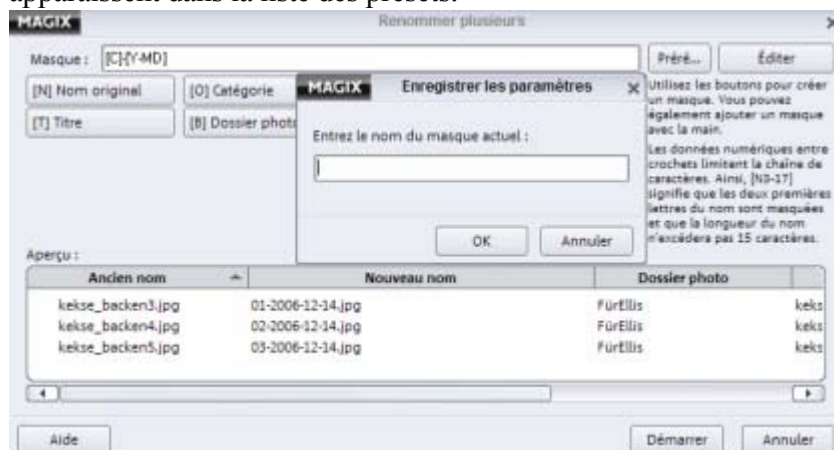 apparaissent dans la liste des presets.
MAGIX Renommer plusieurs
Masque : [C]-[Y-MD] Préré... Éditer
[N] Nom original [O] Catégorie
[T] Titre [B] Dossier photo
MAGIX Enregistrer les paramètres
Entrez le nom du masque actuel :
OK Annuler
Utilisez les boutons pour créer
un masque. Vous pouvez
également ajouter un masque
avec la main.
Les données numériques entre
crochets limitent la chaîne de
caractères. Ainsi, [N3-17]
signifie que les deux premières
lettres du nom sont masquées
et que la longueur du nom
n'excédera pas 15 caractères.
Aperçu :
Ancien nom Nouveau nom Dossier photo
kekse_backen3.jpg 01-2006-12-14.jpg FürEllis keks
kekse_backen4.jpg 02-2006-12-14.jpg FürEllis keks
kekse_backen5.jpg 03-2006-12-14.jpg FürEllis keks
Aide Démarrer Annuler